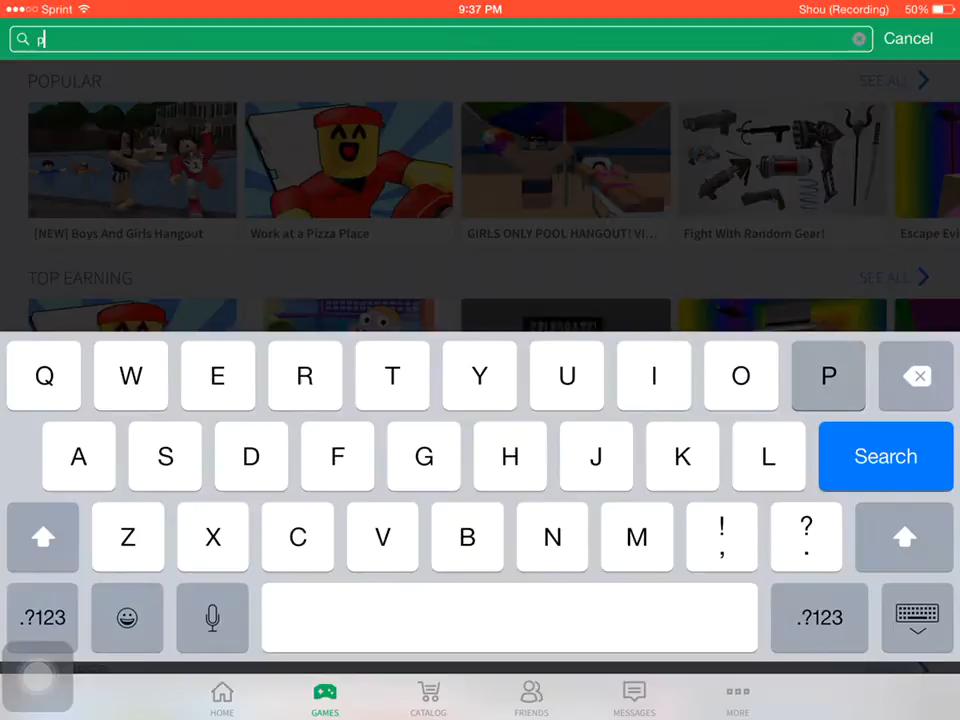 Sprint 9:37 PM Shou (Recording) 50%
p Cancel
POPULAR SEE ALL
[NEW] Boys And Girls Hangout Work at a Pizza Place GIRLS ONLY POOL HANGOUT! VI... Fight With Random Gear! Escape Evi
TOP EARNING SEE ALL
Q W E R T Y U I O P
A S D F G H J K L Search
Z X C V B N M ! , ? .
.?123 .?123
HOME GAMES CATALOG FRIENDS MESSAGES MORE